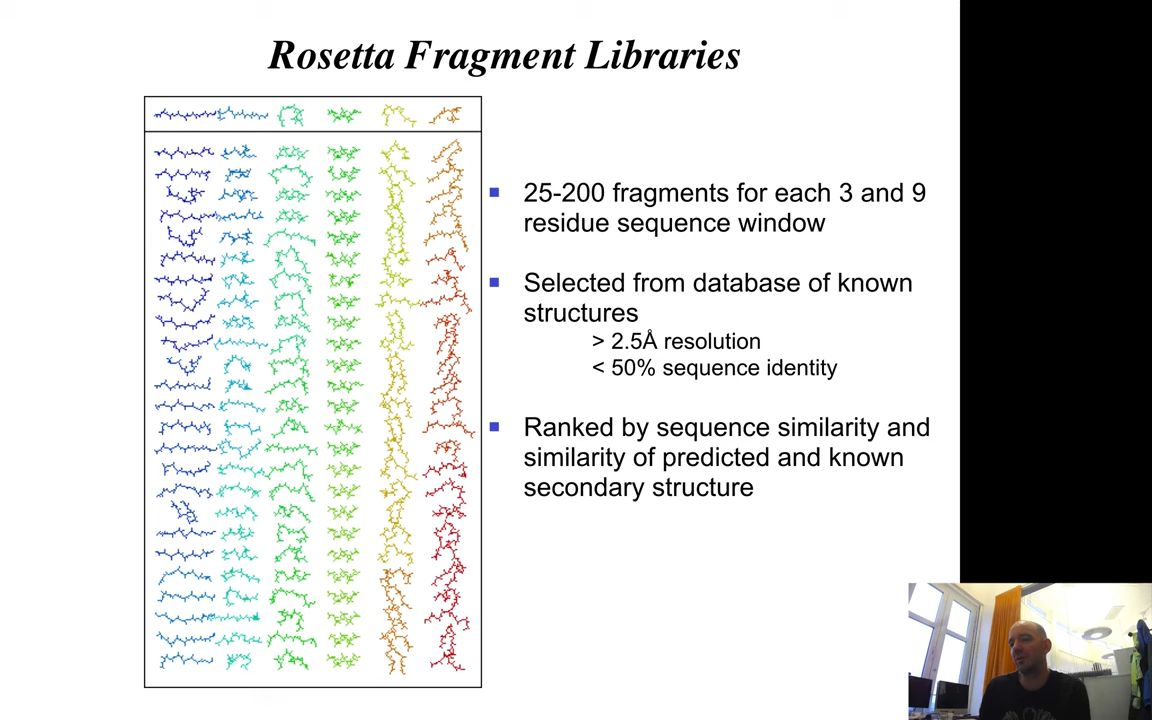 Rosetta Fragment Libraries
25-200 fragments for each 3 and 9
residue sequence window
Selected from database of known
structures
> 2.5Å resolution
< 50% sequence identity
Ranked by sequence similarity and
similarity of predicted and known
secondary structure